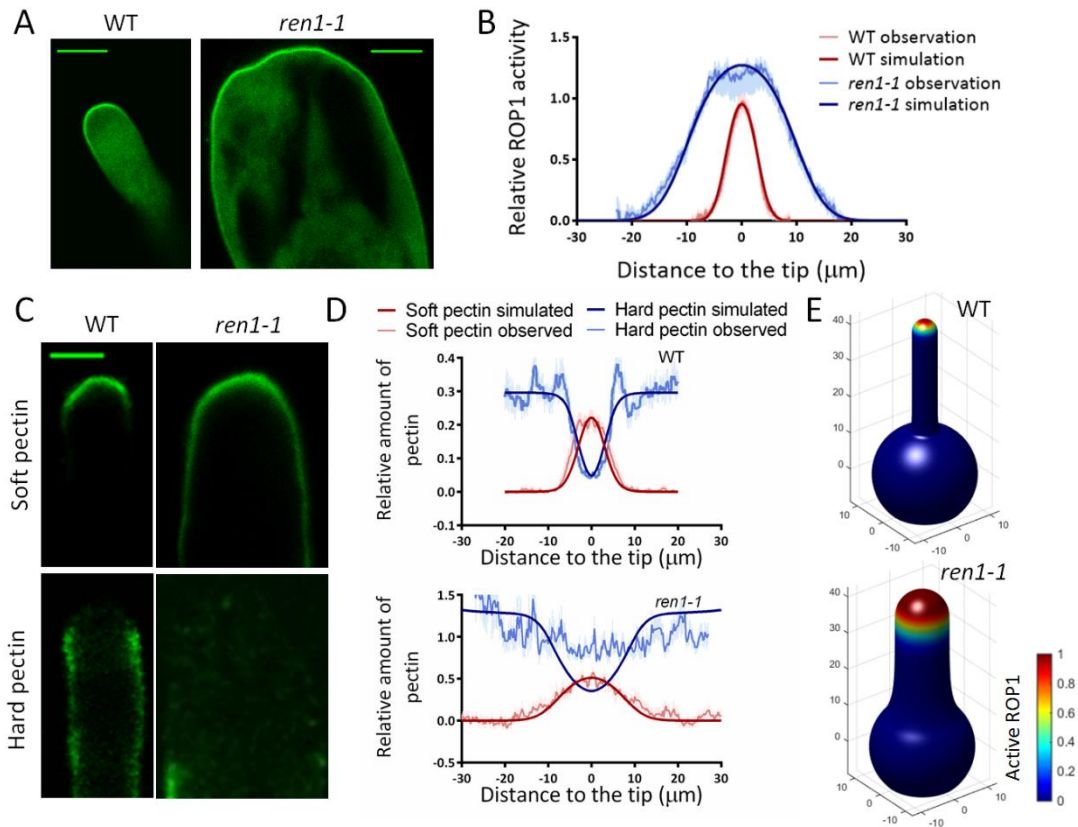 A
WT
ren1-1
B
Relative ROP1 activity
1.5
1.0
0.5
0.0
-30
-20
-10
0
10
20
30
Distance to the tip (μm)
WT observation
WT simulation
ren1-1 observation
ren1-1 simulation
C
WT
ren1-1
Soft pectin
Hard pectin
D
Soft pectin simulated
Hard pectin simulated
Soft pectin observed
Hard pectin observed
WT
Relative amount of
pectin
0.4
0.3
0.2
0.1
0.0
0.1
-30
-20
-10
0
10
20
30
Distance to the tip (μm)
ren1-1
Relative amount of
pectin
1.5
1.0
0.5
0.0
-0.5
-30
-20
-10
0
10
20
30
Distance to the tip (μm)
E
WT
40
30
20
10
0
10
0
-10
-10
0
10
ren1-1
40
30
20
10
0
10
0
-10
-10
0
10
Active ROP1
1
0.8
0.6
0.4
0.2
0